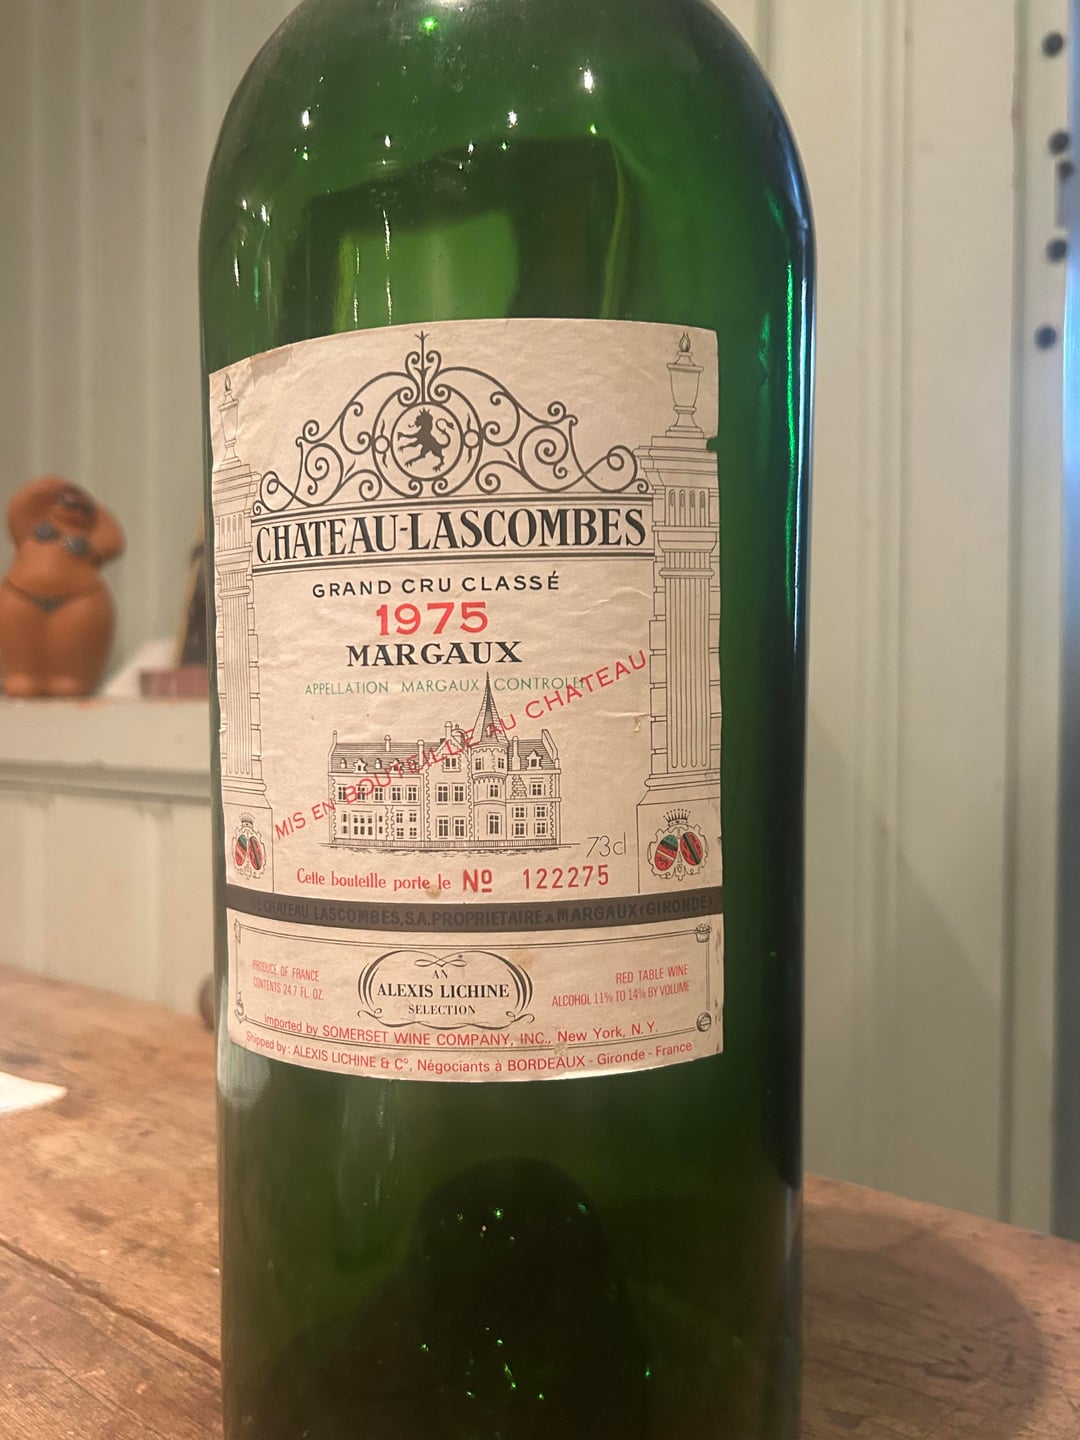 CHATEAU-LASCOMBES
GRAND CRU CLASSÉ
1975
MARGAUX
APPELLATION MARGAUX CONTROLÉE
MIS EN BOUTEILLE AU CHATEAU
73cl
Cette bouteille porte le Nº 122275
DE CHATEAU LASCOMBES, S.A. PROPRIETAIRE A MARGAUX (GIRONDE)
PRODUCE OF FRANCE
CONTENTS 24.7 FL. OZ.
AN
ALEXIS LICHINE
SELECTION
RED TABLE WINE
ALCOHOL 11% TO 14% BY VOLUME
Imported by SOMERSET WINE COMPANY, INC., New York, N.Y.
Shipped by: ALEXIS LICHINE & Cº, Négociants à BORDEAUX - Gironde - France